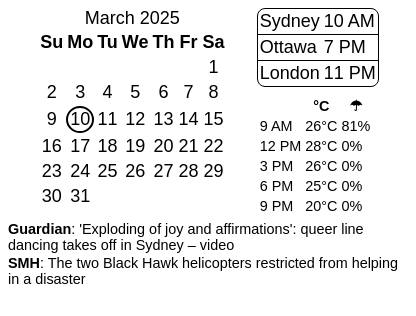 March 2025
Su Mo Tu We Th Fr Sa
1
2 3 4 5 6 7 8
9 10 11 12 13 14 15
16 17 18 19 20 21 22
23 24 25 26 27 28 29
30 31
Sydney 10 AM
Ottawa 7 PM
London 11 PM
°C ☂
9 AM 26°C 81%
12 PM 28°C 0%
3 PM 26°C 0%
6 PM 25°C 0%
9 PM 20°C 0%
Guardian: 'Exploding of joy and affirmations': queer line
dancing takes off in Sydney – video
SMH: The two Black Hawk helicopters restricted from helping
in a disaster